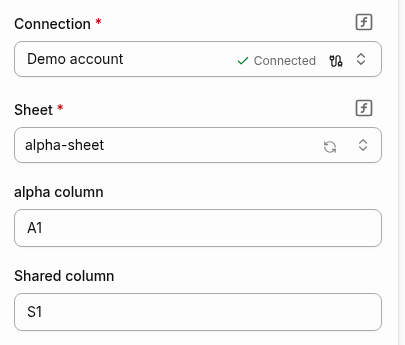 Connection *
Demo account
Connected
Sheet *
alpha-sheet
alpha column
A1
Shared column
S1